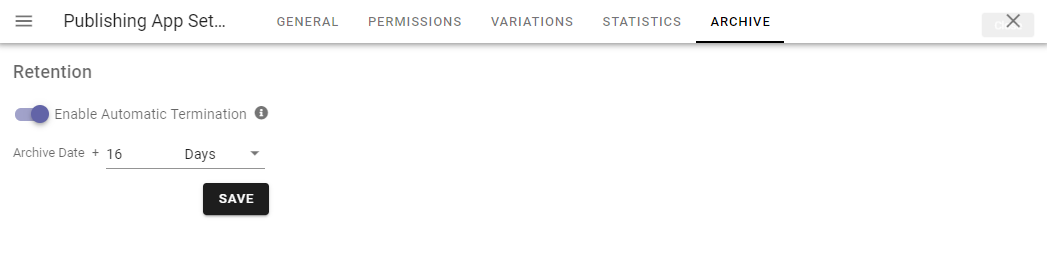 Publishing App Set... GENERAL PERMISSIONS VARIATIONS STATISTICS ARCHIVE
Retention
Enable Automatic Termination
Archive Date + 16 Days
SAVE